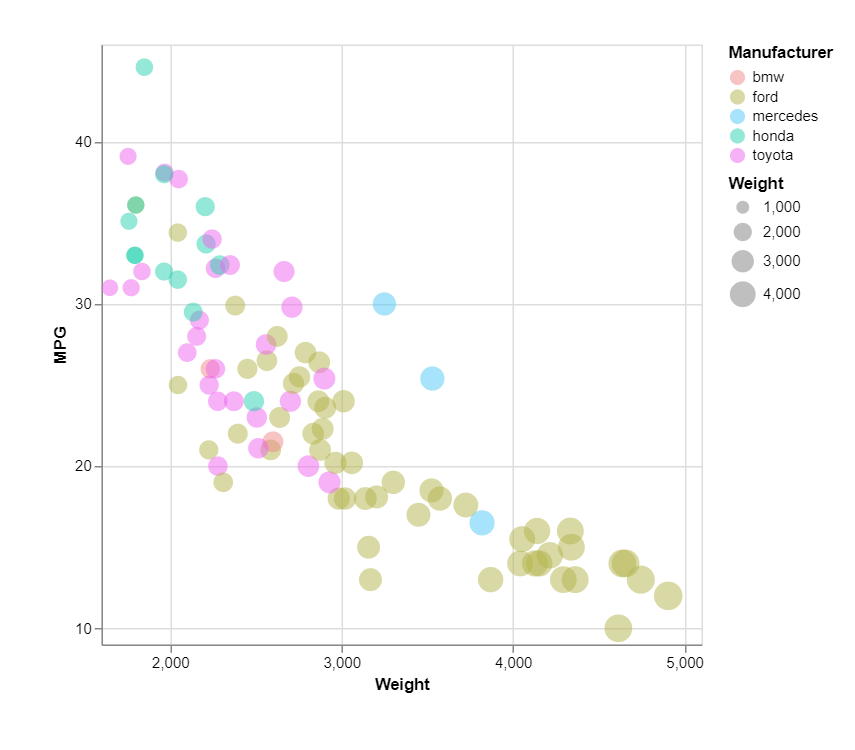 Manufacturer
bmw
ford
mercedes
honda
toyota
Weight
1,000
2,000
3,000
4,000
40
30
20
10
MPG
2,000 3,000 4,000 5,000
Weight